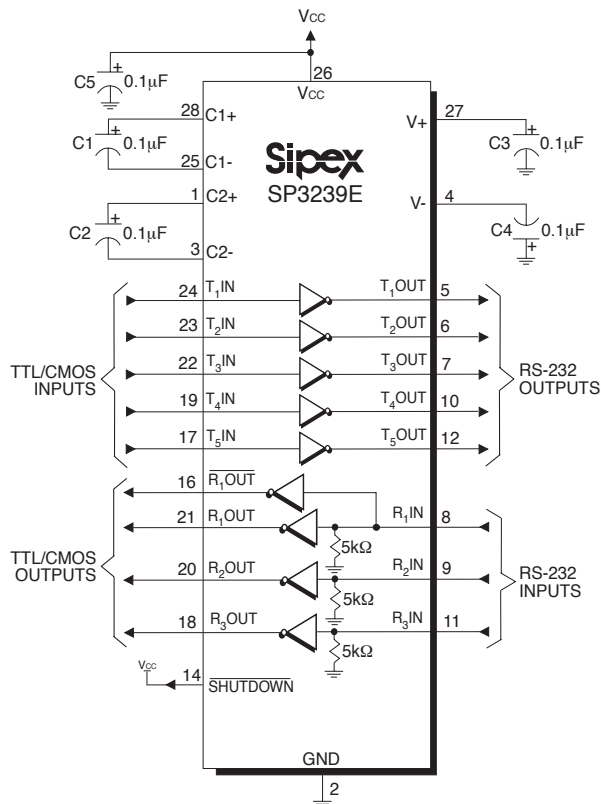 VCC
26
VCC
C5
+
0.1µF
28
C1+
C1
+
0.1µF
25
C1-
1
C2+
C2
+
0.1µF
3
C2-
Sipex
SP3239E
V+
27
C3
+
0.1µF
V-
4
C4
0.1µF
+
TTL/CMOS
INPUTS
24 T1IN T1OUT 5
23 T2IN T2OUT 6
22 T3IN T3OUT 7
19 T4IN T4OUT 10
17 T5IN T5OUT 12
RS-232
OUTPUTS
TTL/CMOS
OUTPUTS
16 R1OUT
21 R1OUT R1IN 8
5kΩ
20 R2OUT R2IN 9
5kΩ
18 R3OUT R3IN 11
5kΩ
RS-232
INPUTS
VCC
14
SHUTDOWN
GND
2